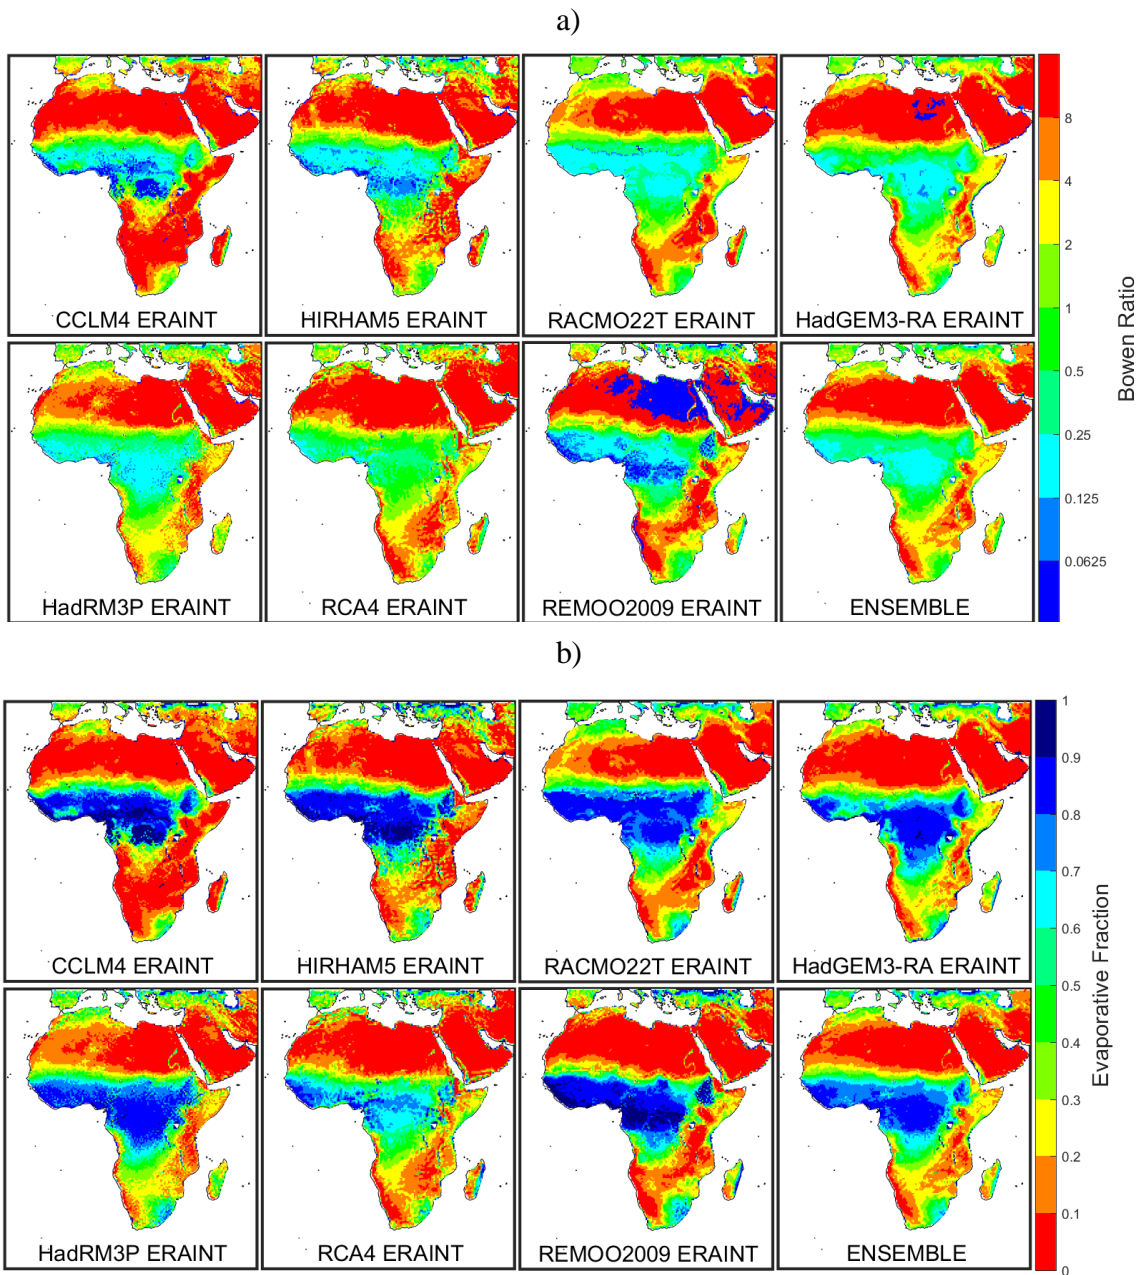 a)
CCLM4 ERAINT
HIRHAM5 ERAINT
RACMO22T ERAINT
HadGEM3-RA ERAINT
HadRM3P ERAINT
RCA4 ERAINT
REMOO2009 ERAINT
ENSEMBLE
8
4
2
1
0.5
0.25
0.125
0.0625
Bowen Ratio
b)
CCLM4 ERAINT
HIRHAM5 ERAINT
RACMO22T ERAINT
HadGEM3-RA ERAINT
HadRM3P ERAINT
RCA4 ERAINT
REMOO2009 ERAINT
ENSEMBLE
1
0.9
0.8
0.7
0.6
0.5
0.4
0.3
0.2
0.1
0
Evaporative Fraction